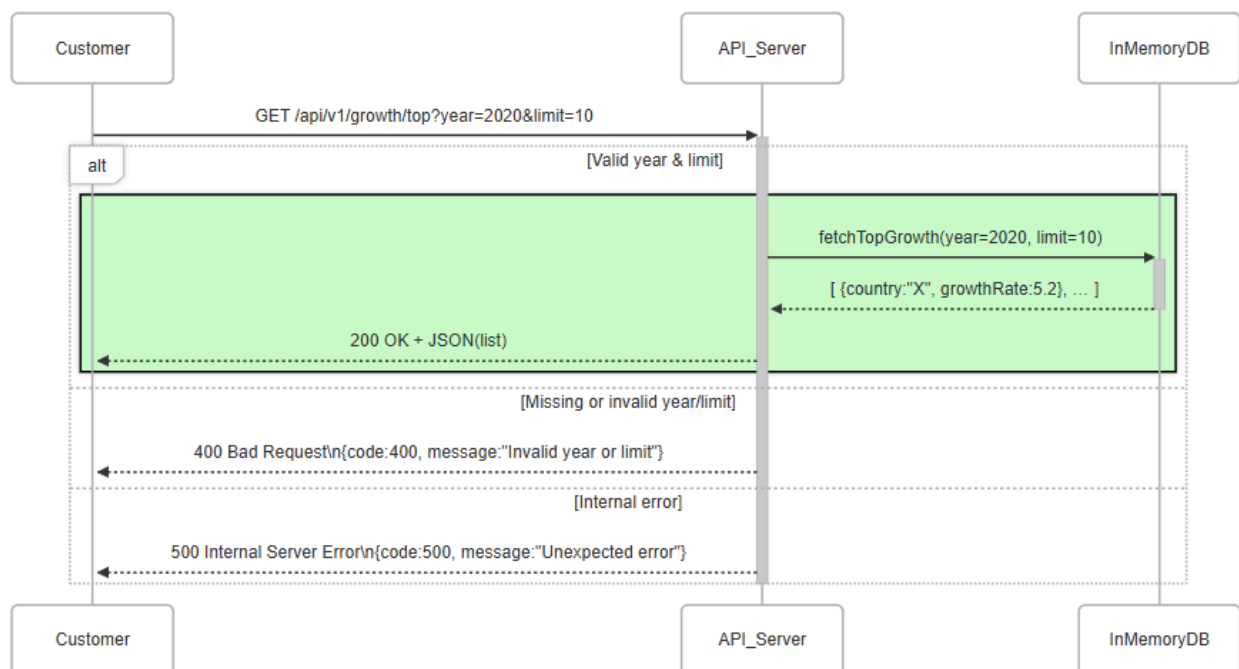 Customer
API_Server
InMemoryDB
GET /api/v1/growth/top?year=2020&limit=10
alt
[Valid year & limit]
fetchTopGrowth(year=2020, limit=10)
[ {country:"X", growthRate:5.2}, … ]
200 OK + JSON(list)
[Missing or invalid year/limit]
400 Bad Request\n{code:400, message:"Invalid year or limit"}
[Internal error]
500 Internal Server Error\n{code:500, message:"Unexpected error"}
Customer
API_Server
InMemoryDB